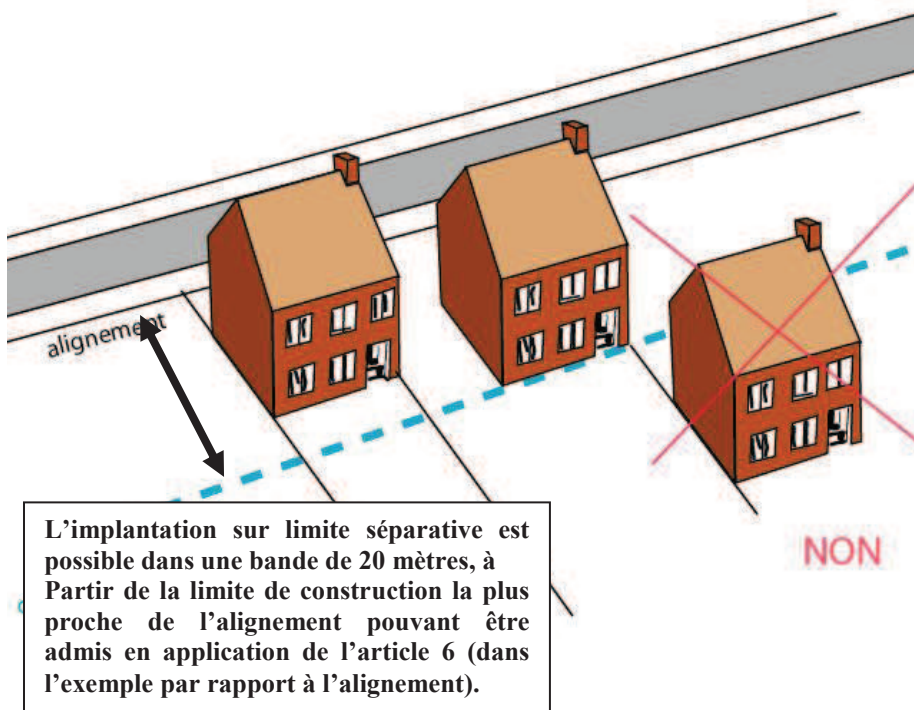 alignement
NON
L’implantation sur limite séparative est
possible dans une bande de 20 mètres, à
Partir de la limite de construction la plus
proche de l’alignement pouvant être
admis en application de l’article 6 (dans
l’exemple par rapport à l’alignement).